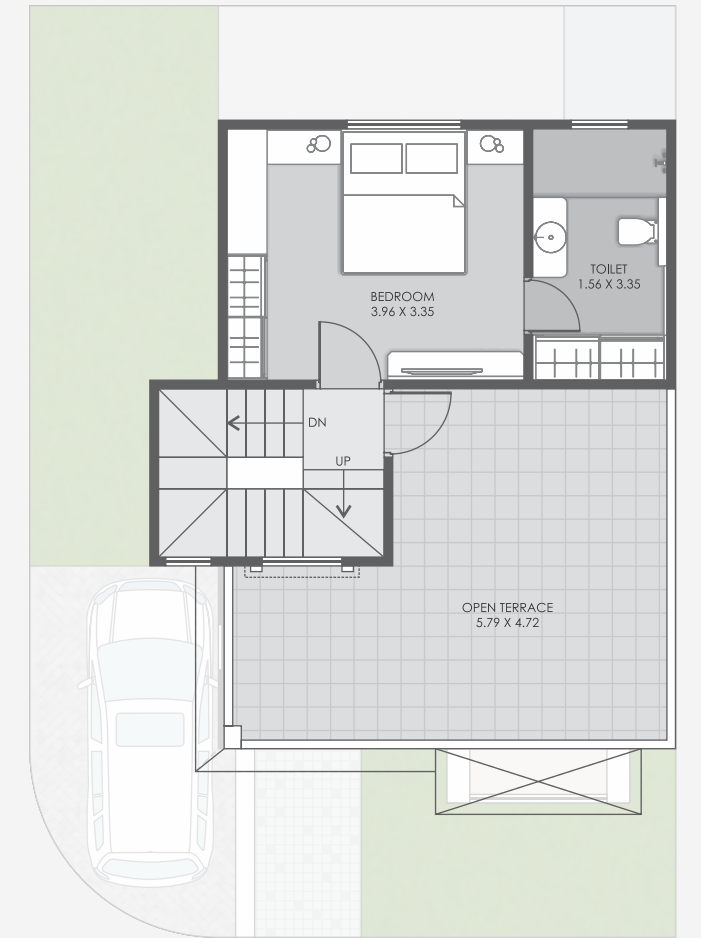 BEDROOM
3.96 X 3.35
TOILET
1.56 X 3.35
DN
UP
OPEN TERRACE
5.79 X 4.72